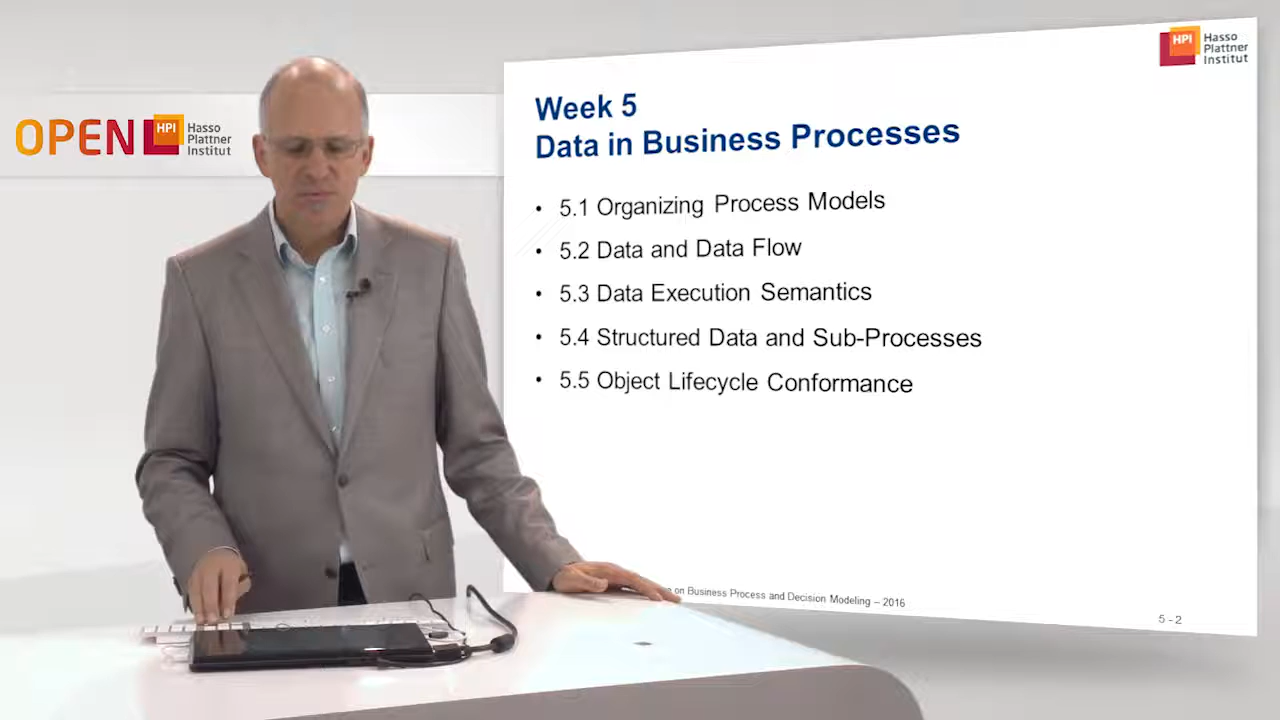 OPEN HPI Hasso
Plattner
Institut
HPI Hasso
Plattner
Institut
Week 5
Data in Business Processes
• 5.1 Organizing Process Models
• 5.2 Data and Data Flow
• 5.3 Data Execution Semantics
• 5.4 Structured Data and Sub-Processes
• 5.5 Object Lifecycle Conformance
on Business Process and Decision Modeling – 2016
5 - 2